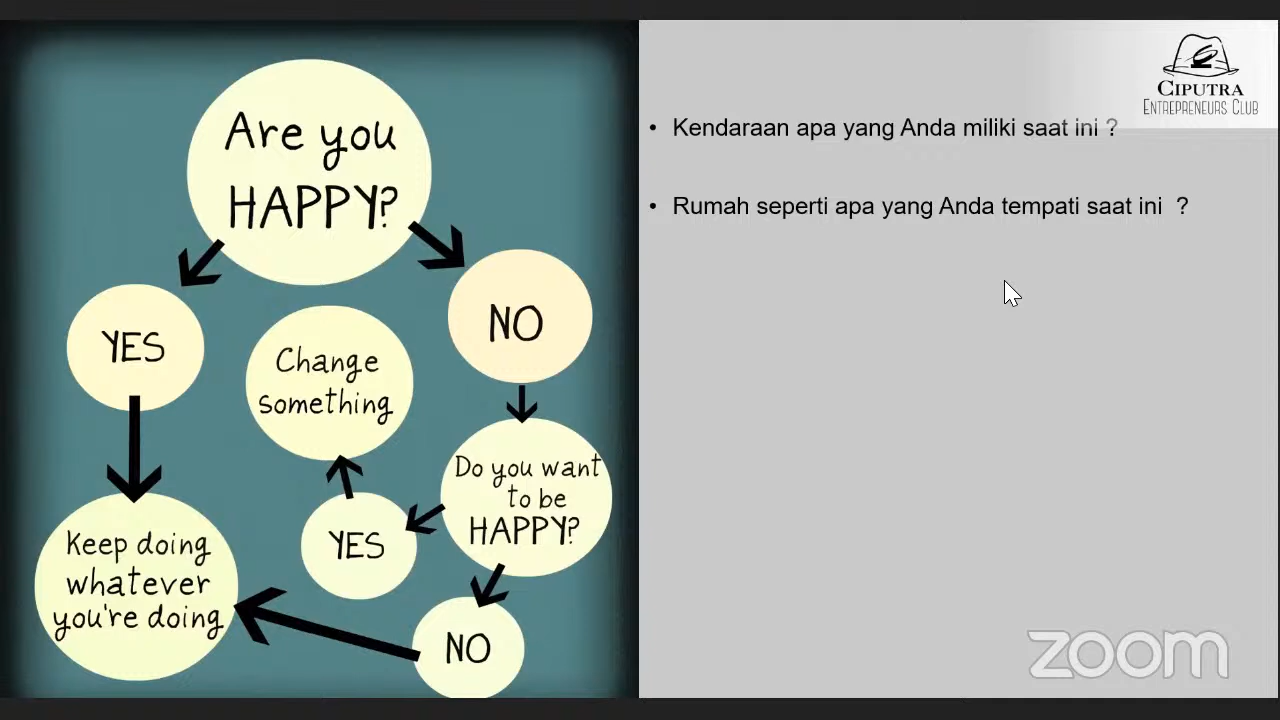 Are you
HAPPY?
YES
NO
Change
something
Do you want
to be
HAPPY?
YES
Keep doing
whatever
you're doing
NO
CIPUTRA
ENTREPRENEURS CLUB
• Kendaraan apa yang Anda miliki saat ini ?
• Rumah seperti apa yang Anda tempati saat ini ?
zoom